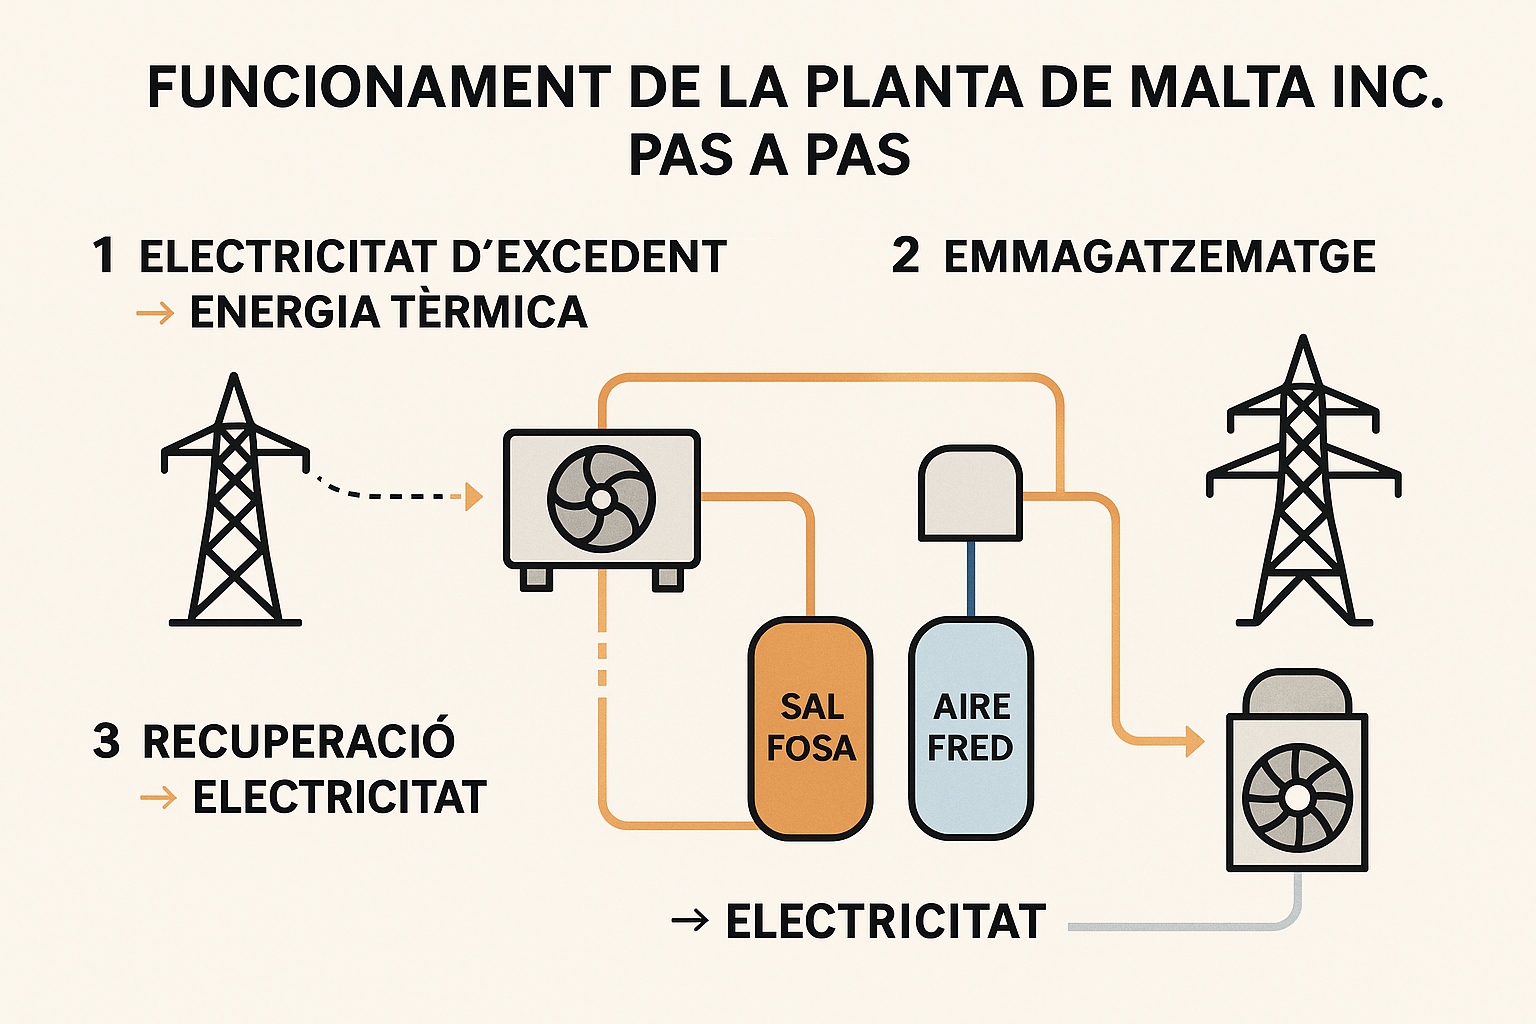 FUNCIONAMENT DE LA PLANTA DE MALTA INC.
PAS A PAS
1 ELECTRICITAT D’EXCEDENT
→ ENERGIA TÈRMICA
2 EMMAGATZEMATGE
SAL
FOSA
AIRE
FRED
3 RECUPERACIÓ
→ ELECTRICITAT
→ ELECTRICITAT